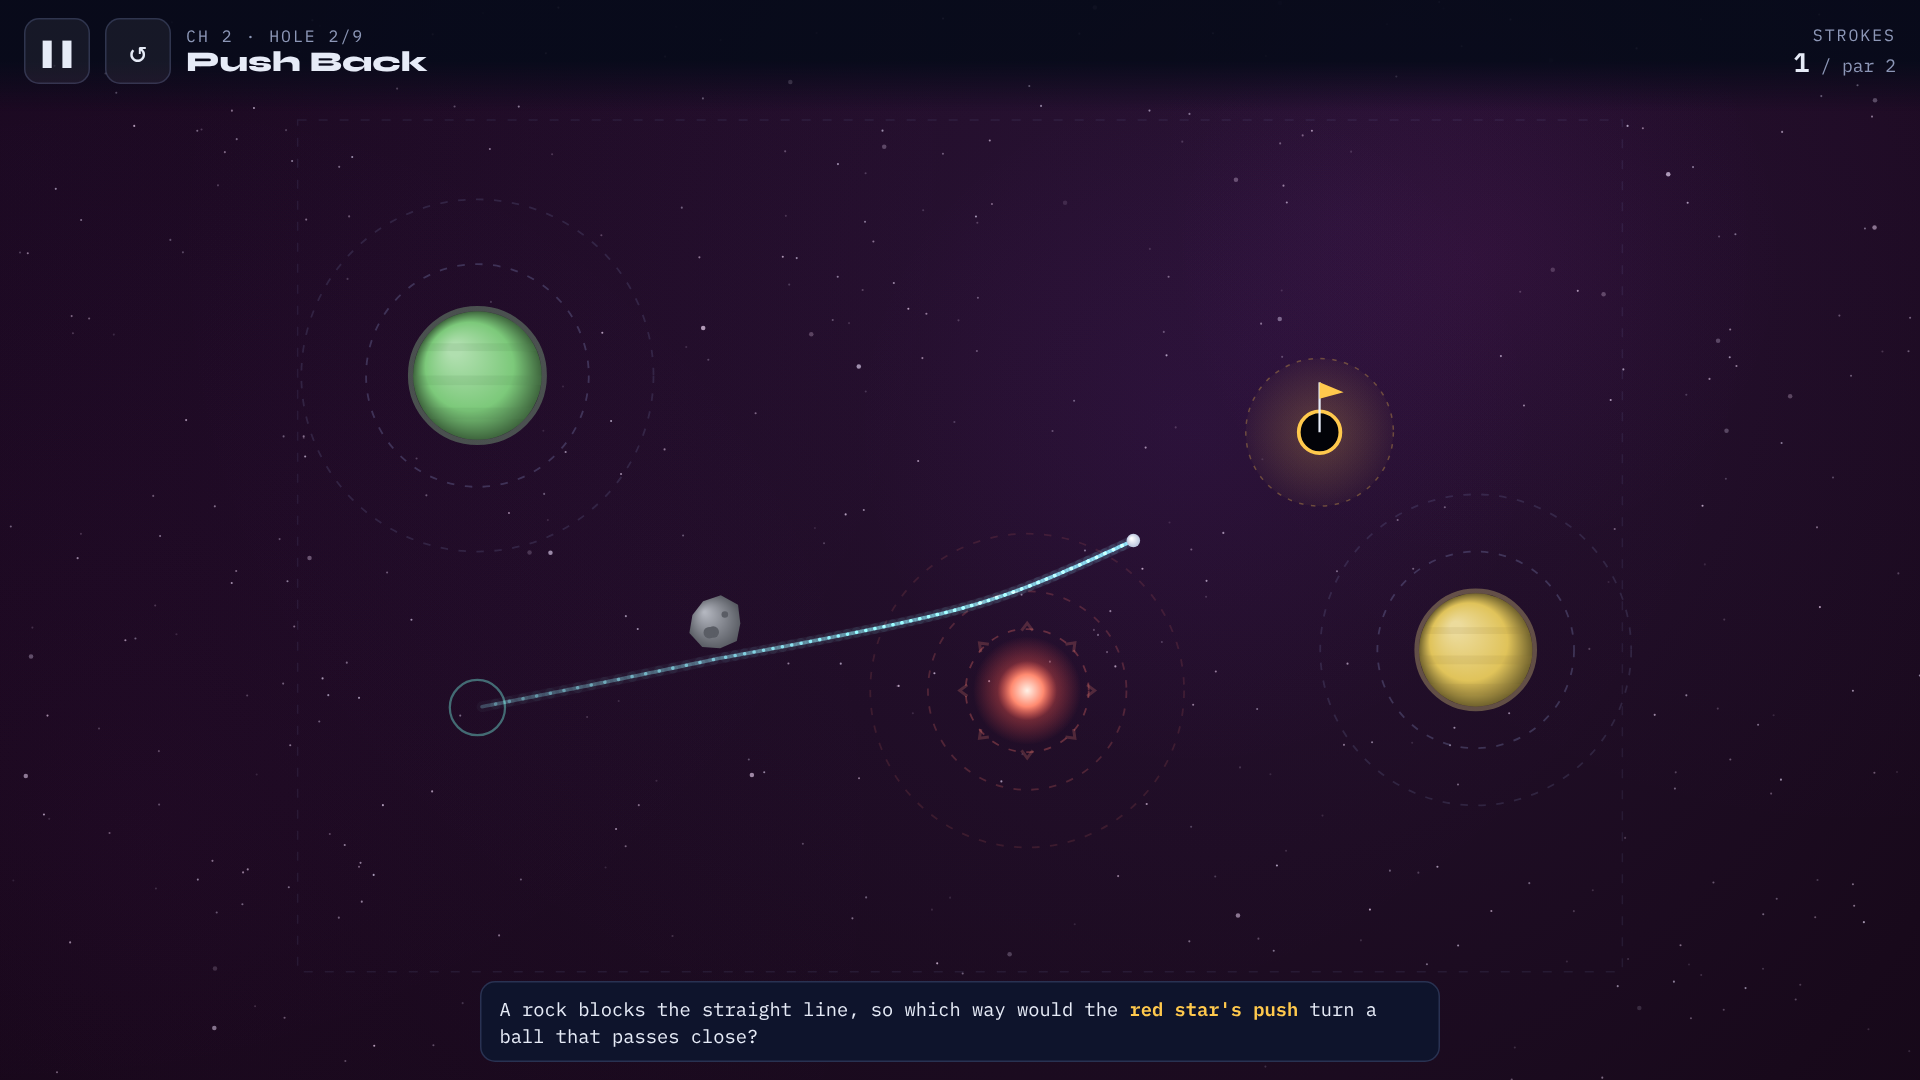 CH 2 · HOLE 2/9
Push Back
STROKES
1 / par 2
A rock blocks the straight line, so which way would the red star's push turn a
ball that passes close?